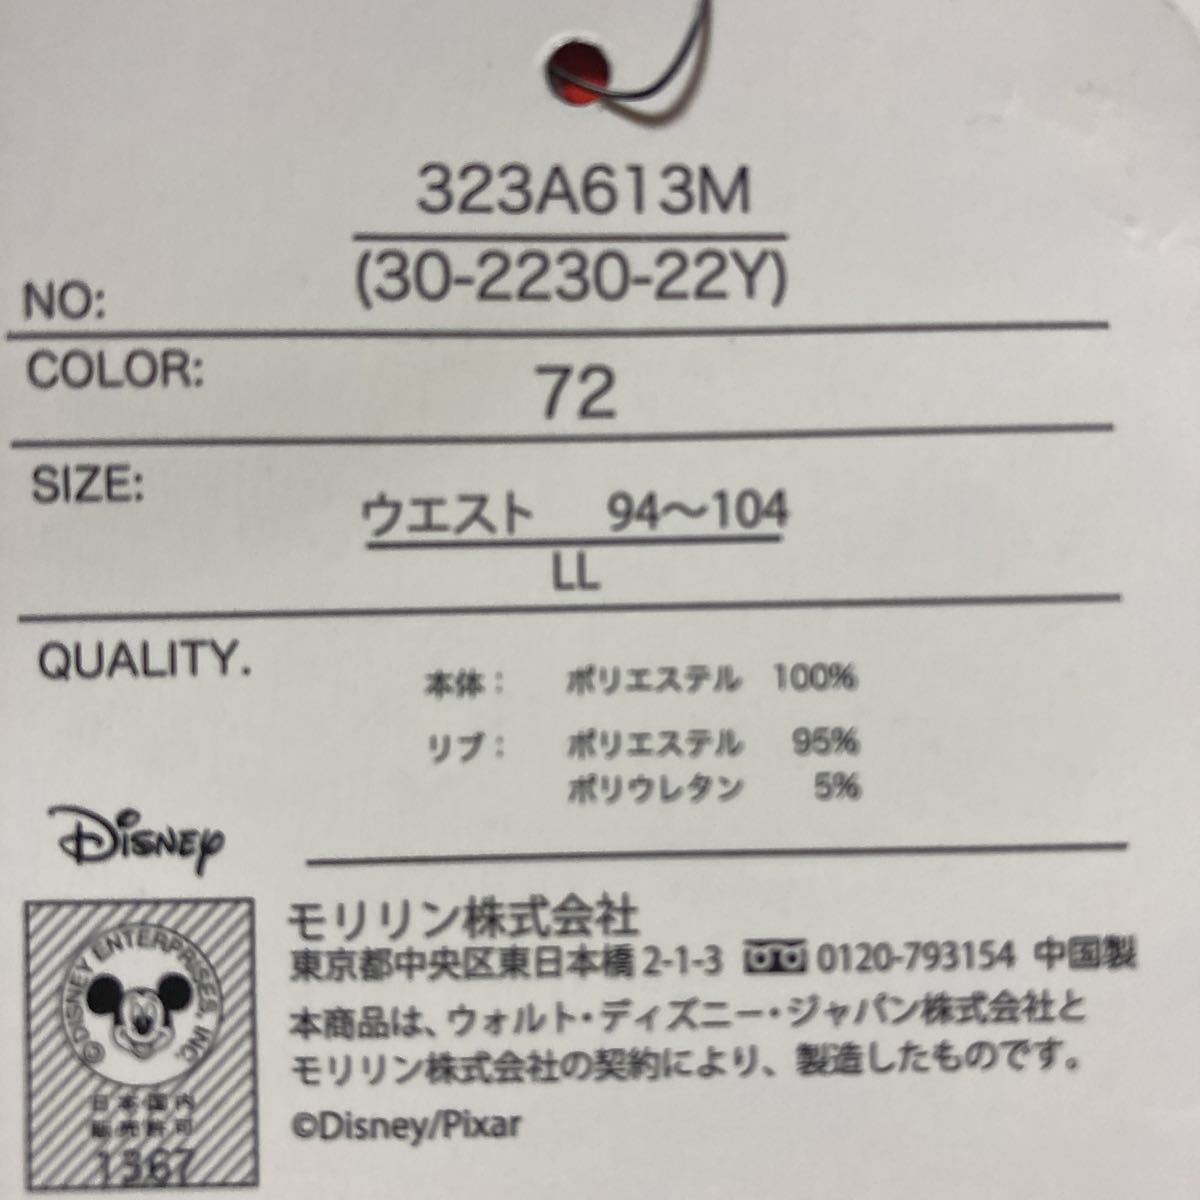 323A613M
NO: (30-2230-22Y)
COLOR: 72
SIZE: ウエスト 94～104
LL
QUALITY. 本体： ポリエステル 100%
リブ： ポリエステル 95%
ポリウレタン 5%
Disney
©DISNEY ENTERPRISES, INC.
日本国内
販売許可
1367
モリリン株式会社
東京都中央区東日本橋2-1-3 0120-793154 中国製
本商品は、ウォルト・ディズニー・ジャパン株式会社と
モリリン株式会社の契約により、製造したものです。
©Disney/Pixar